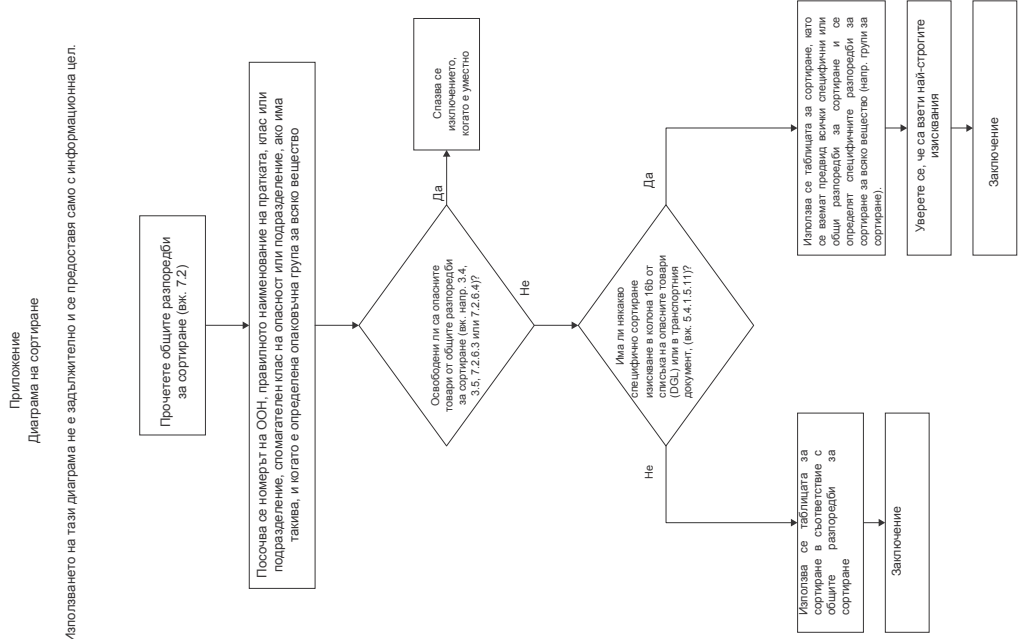 Приложение
Диаграма на сортиране
Използването на тази диаграма не е задължително и се предоставя само с информационна цел.
Прочетете общите разпоредби
за сортиране (вж. 7.2)
Посочва се номерът на ООН, правилното наименование на пратката, клас или
подразделение, спомагателен клас на опасност или подразделение, ако има
такива, и когато е определена опаковъчна група за всяко вещество
Освободени ли са опасните
товари от общите разпоредби
за сортиране (вж. напр. 3.4,
3.5, 7.2.6.3 или 7.2.6.4)?
Да
Спазва се
изключението,
когато е уместно
Не
Има ли някакво
специфично сортиране
изискване в колона 16b от
списъка на опасните товари
(DGL) или в транспортния
документ, (вж. 5.4.1.5.11)?
Не
Да
Използва се таблицата за
сортиране в съответствие с
общите разпоредби за
сортиране
Заключение
Използва се таблицата за сортиране, като
се вземат предвид всички специфични или
общи разпоредби за сортиране и се
определят специфичните разпоредби за
сортиране за всяко вещество (напр. групи за
сортиране).
Уверете се, че са взети най-строгите
изисквания
Заключение